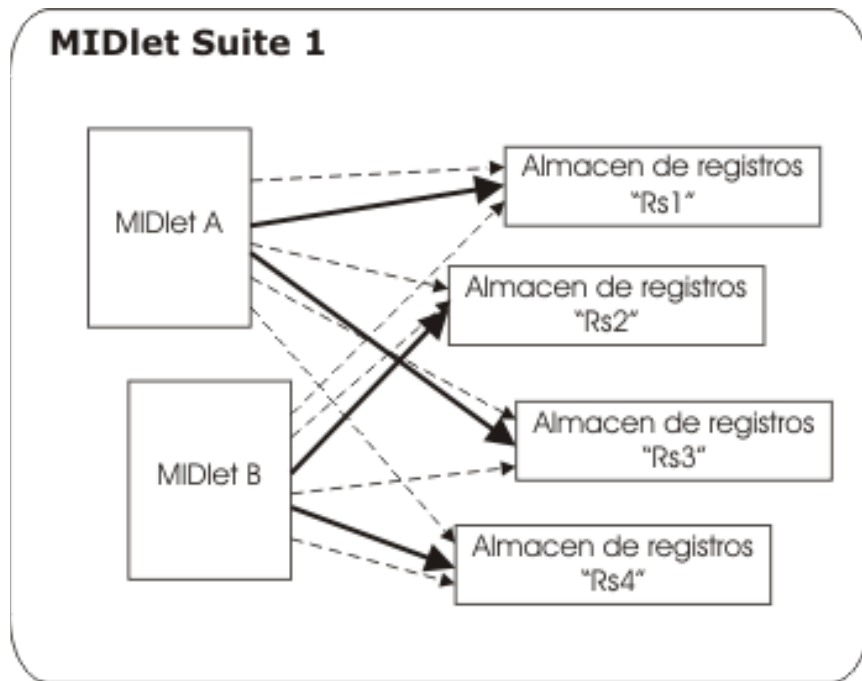 MIDlet Suite 1
MIDlet A
Almacen de registros
"Rs1"
Almacen de registros
"Rs2"
MIDlet B
Almacen de registros
"Rs3"
Almacen de registros
"Rs4"